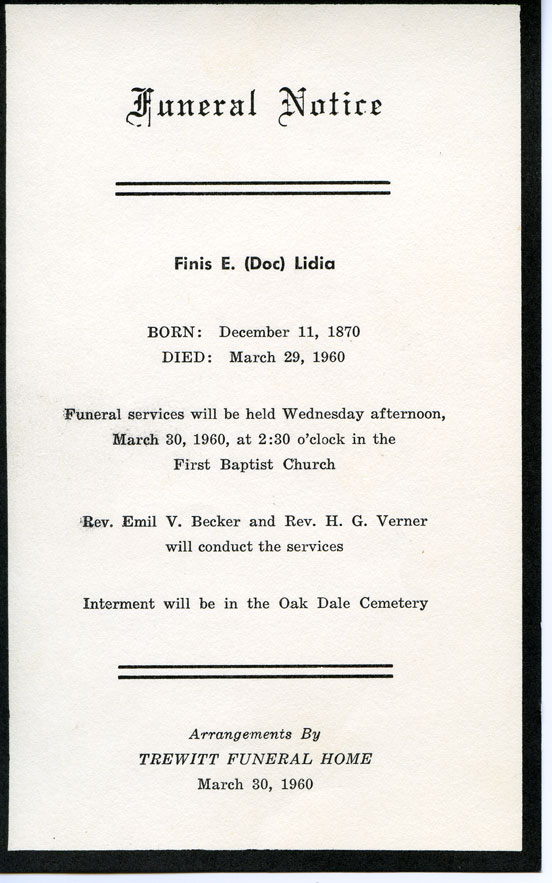 Funeral Notice
Finis E. (Doc) Lidia
BORN: December 11, 1870
DIED: March 29, 1960
Funeral services will be held Wednesday afternoon,
March 30, 1960, at 2:30 o'clock in the
First Baptist Church
Rev. Emil V. Becker and Rev. H. G. Verner
will conduct the services
Interment will be in the Oak Dale Cemetery
Arrangements By
TREWITT FUNERAL HOME
March 30, 1960